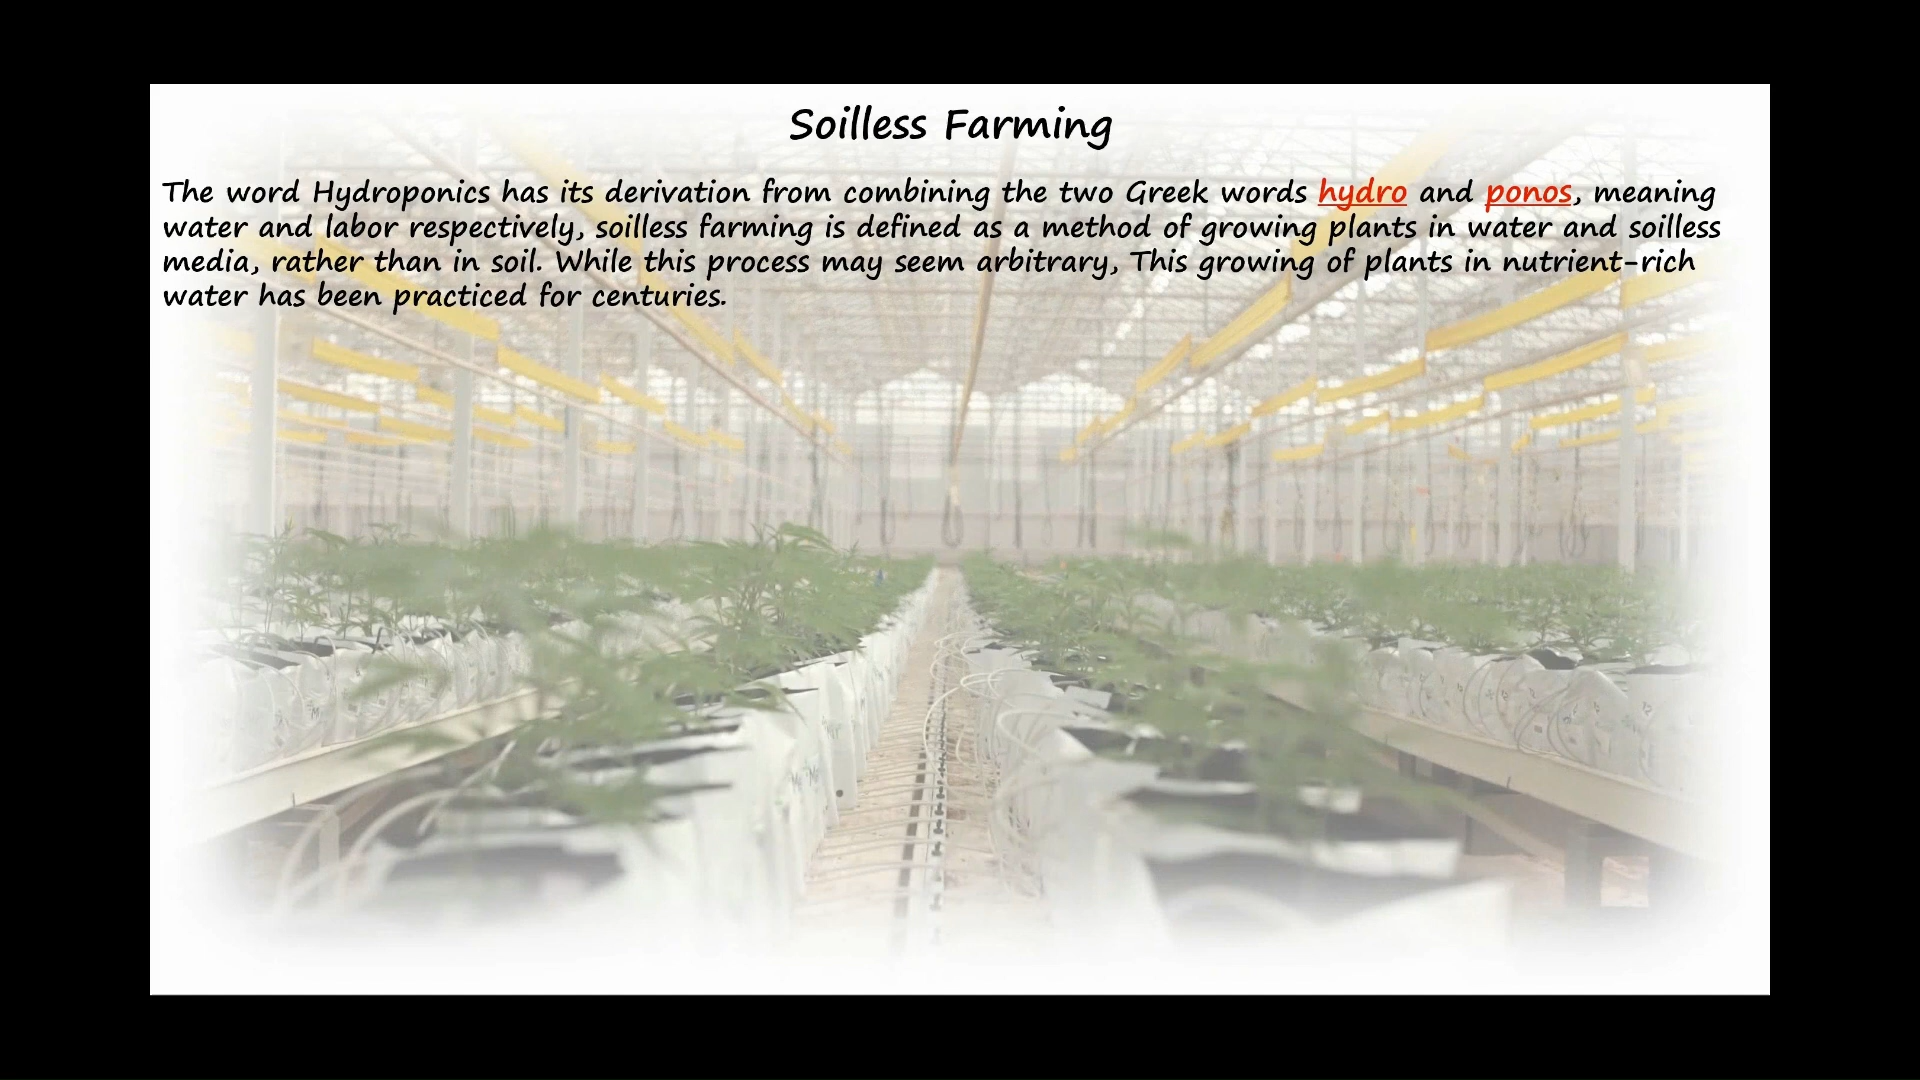 Soilless Farming
The word Hydroponics has its derivation from combining the two Greek words hydro and ponos, meaning
water and labor respectively, soilless farming is defined as a method of growing plants in water and soilless
media, rather than in soil. While this process may seem arbitrary, This growing of plants in nutrient-rich
water has been practiced for centuries.